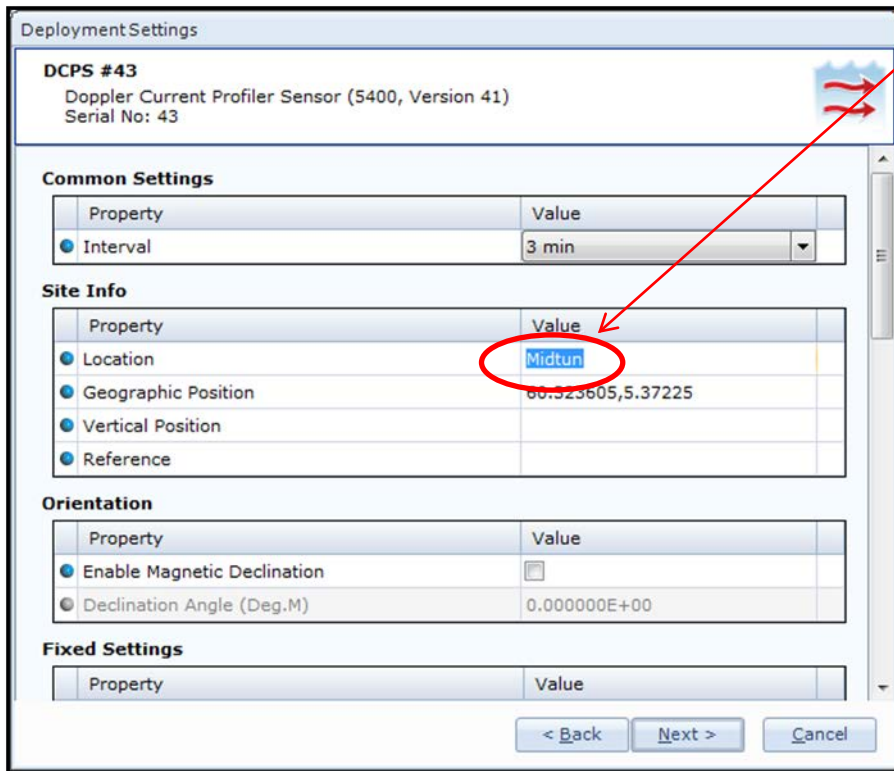 Deployment Settings
DCPS #43
Doppler Current Profiler Sensor (5400, Version 41)
Serial No: 43
Common Settings
Property Value
Interval 3 min
Site Info
Property Value
Location Midtun
Geographic Position 60.323605,5.37225
Vertical Position
Reference
Orientation
Property Value
Enable Magnetic Declination
Declination Angle (Deg.M) 0.000000E+00
Fixed Settings
Property Value
< Back Next > Cancel